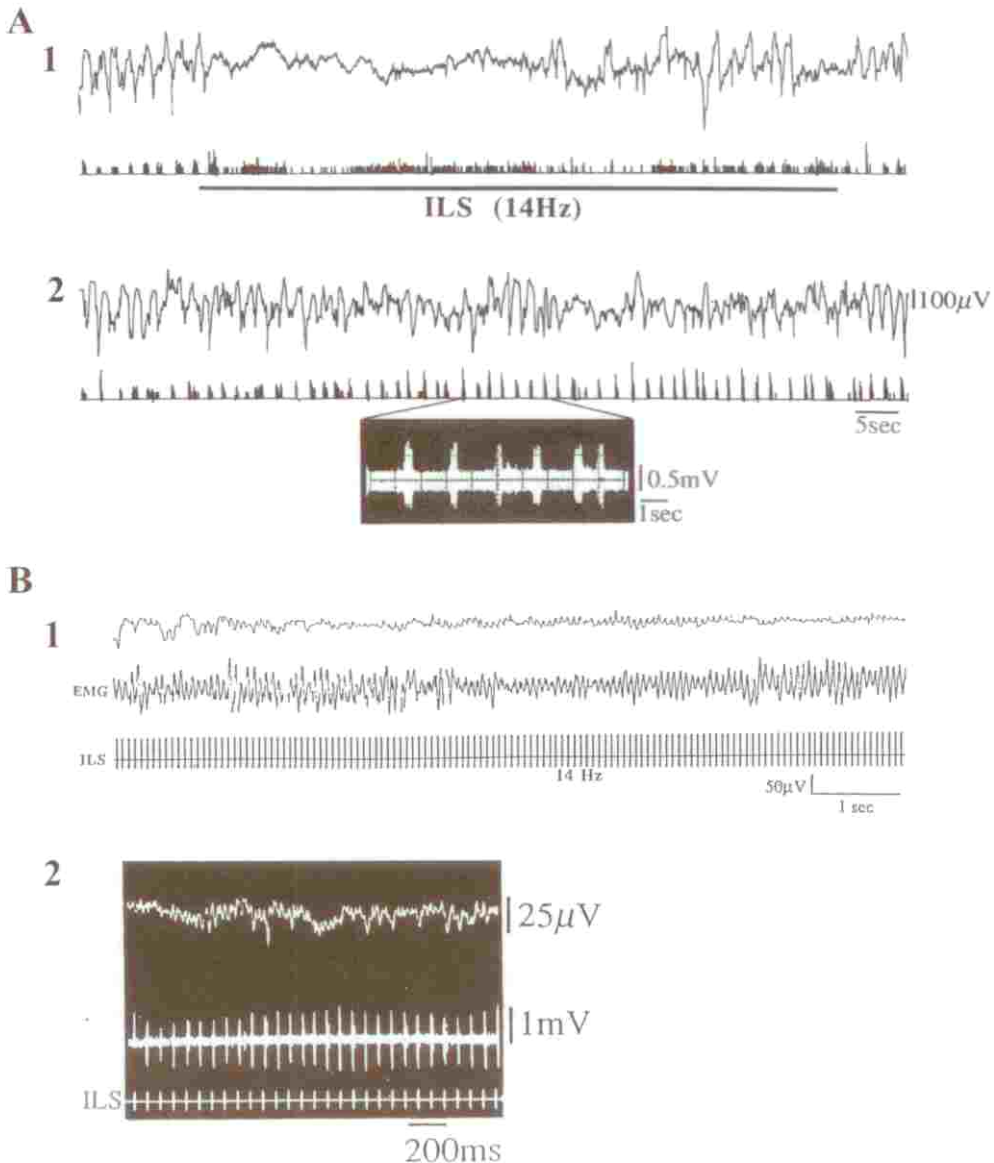 A
1
ILS (14Hz)
2
100µV
5sec
0.5mV
1sec
B
1
EMG
ILS
14 Hz
50µV
1 sec
2
25µV
1mV
ILS
200ms